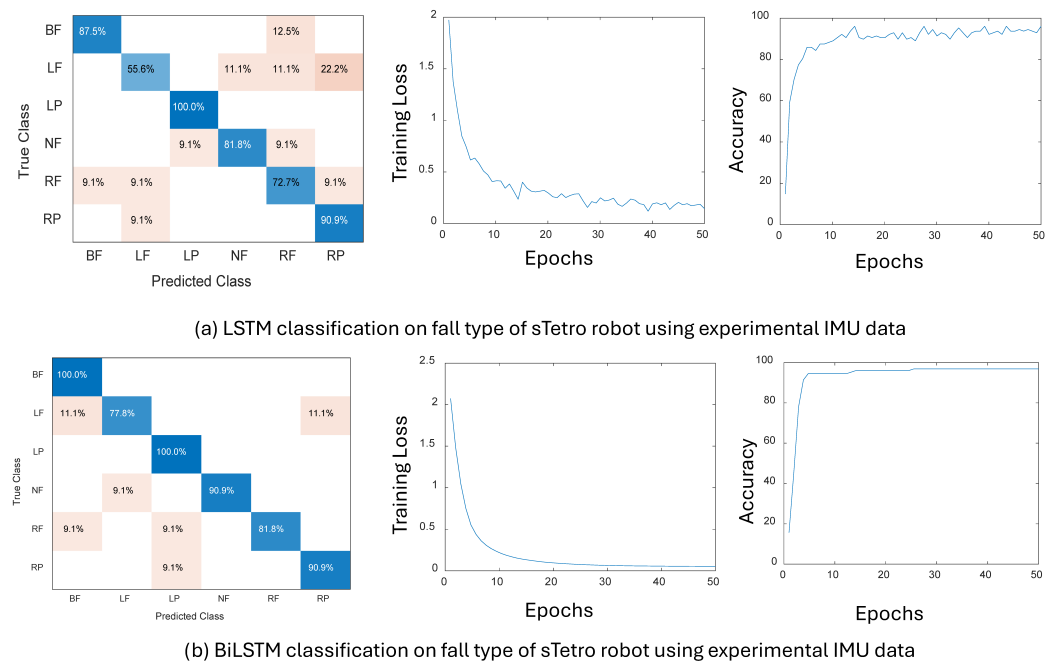 BF 87.5% 12.5%
LF 55.6% 11.1% 11.1% 22.2%
LP 100.0%
NF 9.1% 81.8% 9.1%
RF 9.1% 9.1% 72.7% 9.1%
RP 9.1% 90.9%
BF LF LP NF RF RP
True Class
Predicted Class
2
1.5
1
0.5
0
0 10 20 30 40 50
Training Loss
Epochs
100
80
60
40
20
0
0 10 20 30 40 50
Accuracy
Epochs
(a) LSTM classification on fall type of sTetro robot using experimental IMU data
BF 100.0%
LF 11.1% 77.8% 11.1%
LP 100.0%
NF 9.1% 90.9%
RF 9.1% 9.1% 81.8%
RP 9.1% 90.9%
BF LF LP NF RF RP
True Class
Predicted Class
2.5
2
1.5
1
0.5
0
0 10 20 30 40 50
Training Loss
Epochs
100
80
60
40
20
0
0 10 20 30 40 50
Accuracy
Epochs
(b) BiLSTM classification on fall type of sTetro robot using experimental IMU data